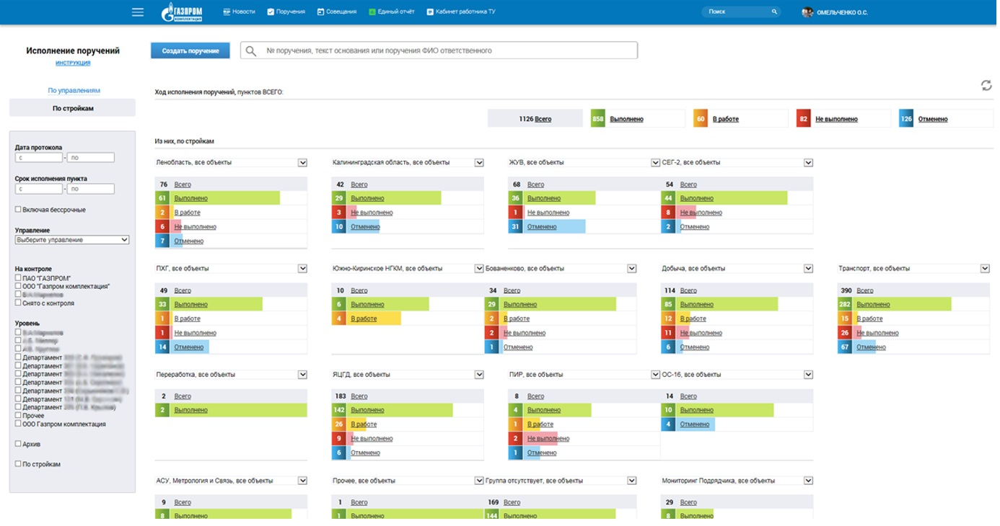 ГАЗПРОМ
КОМПЛЕКТАЦИЯ
Новости
Поручения
Совещания
Единый отчёт
Кабинет работника ТУ
Поиск
ОМЕЛЬЧЕНКО О.С.
Исполнение поручений
ИНСТРУКЦИЯ
По управлениям
По стройкам
Дата протокола
с - по
Срок исполнения пункта
с - по
Включая бессрочные
Управление
Выберите управление
На контроле
ПАО "ГАЗПРОМ"
ООО "Газпром комплектация"
Снято с контроля
Уровень
Департамент
Департамент
Департамент
Департамент
Департамент
Департамент
Департамент
Прочее
ООО Газпром комплектация
Архив
По стройкам
Создать поручение
№ поручения, текст основания или поручения ФИО ответственного
Ход исполнения поручений, пунктов ВСЕГО:
1126 Всего
858 Выполнено
60 В работе
82 Не выполнено
126 Отменено
Из них, по стройкам
Ленобласть, все объекты
76 Всего
61 Выполнено
2 В работе
6 Не выполнено
7 Отменено
Калининградская область, все объекты
42 Всего
29 Выполнено
3 Не выполнено
10 Отменено
ЖУВ, все объекты
68 Всего
36 Выполнено
1 Не выполнено
31 Отменено
СЕГ-2, все объекты
54 Всего
44 Выполнено
8 Не выполнено
2 Отменено
ПХГ, все объекты
49 Всего
33 Выполнено
1 В работе
1 Не выполнено
14 Отменено
Южно-Киринское НГКМ, все объекты
10 Всего
6 Выполнено
4 В работе
Бованенково, все объекты
34 Всего
29 Выполнено
2 В работе
2 Не выполнено
1 Отменено
Добыча, все объекты
114 Всего
85 Выполнено
12 В работе
11 Не выполнено
6 Отменено
Транспорт, все объекты
390 Всего
282 Выполнено
15 В работе
26 Не выполнено
67 Отменено
Переработка, все объекты
2 Всего
2 Выполнено
ЯЦГД, все объекты
183 Всего
142 Выполнено
26 В работе
9 Не выполнено
6 Отменено
ПИР, все объекты
8 Всего
4 Выполнено
1 В работе
2 Не выполнено
1 Отменено
ОС-16, все объекты
14 Всего
10 Выполнено
4 Отменено
АСУ, Метрология и Связь, все объекты
9 Всего
8 Выполнено
Прочее, все объекты
1 Всего
1 Выполнено
Группа отсутствует, все объекты
169 Всего
144 Выполнено
Мониторинг Подрядчика, все объекты
29 Всего
8 Выполнено